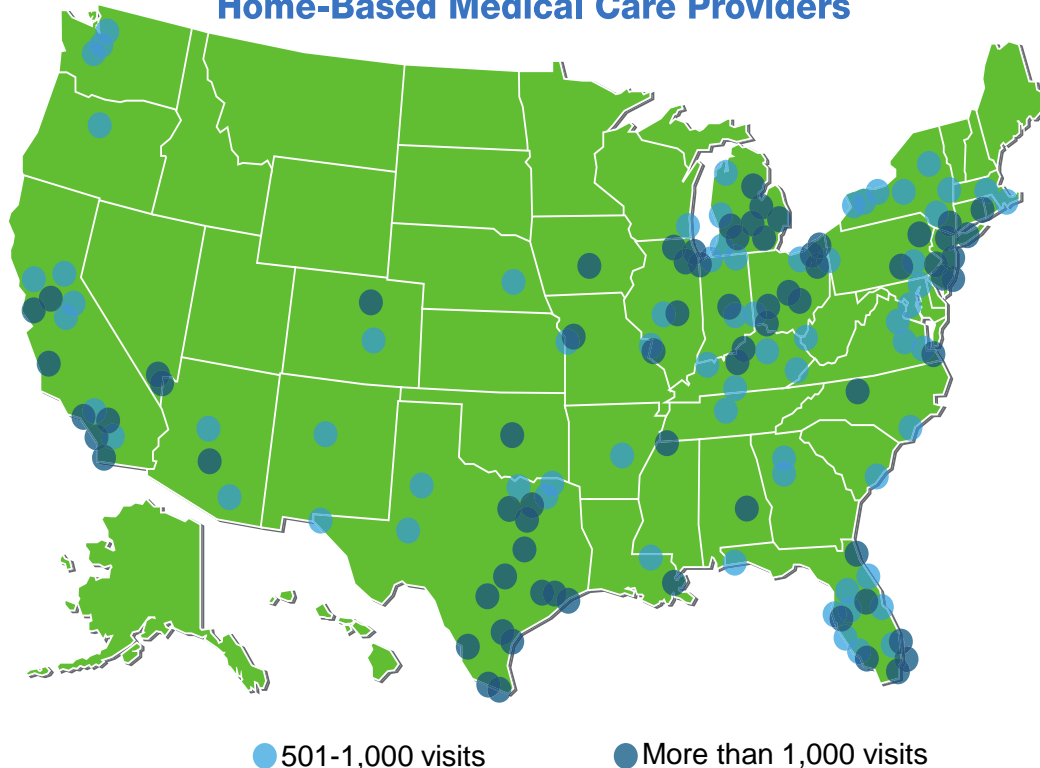 Home-Based Medical Care Providers
501-1,000 visits
More than 1,000 visits